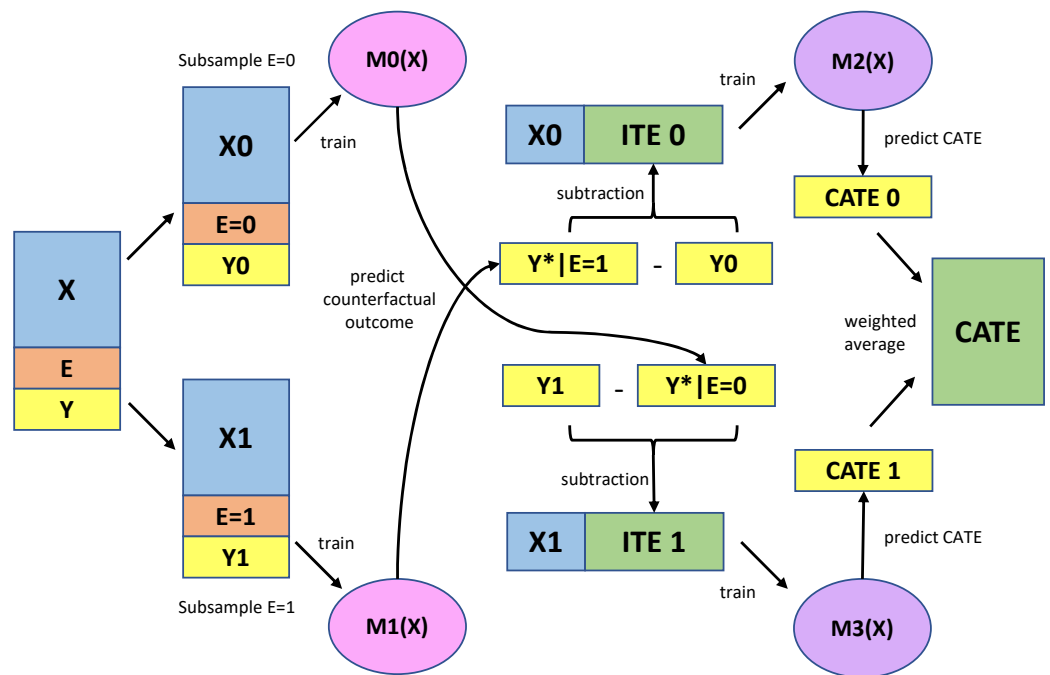 Subsample E=0
X0
E=0
Y0
X
E
Y
X1
E=1
Y1
Subsample E=1
M0(X)
train
train
M1(X)
predict
counterfactual
outcome
X0 ITE 0
subtraction
Y*|E=1 - Y0
Y1 - Y*|E=0
subtraction
X1 ITE 1
train
M2(X)
predict CATE
CATE 0
weighted
average
CATE
CATE 1
predict CATE
train
M3(X)